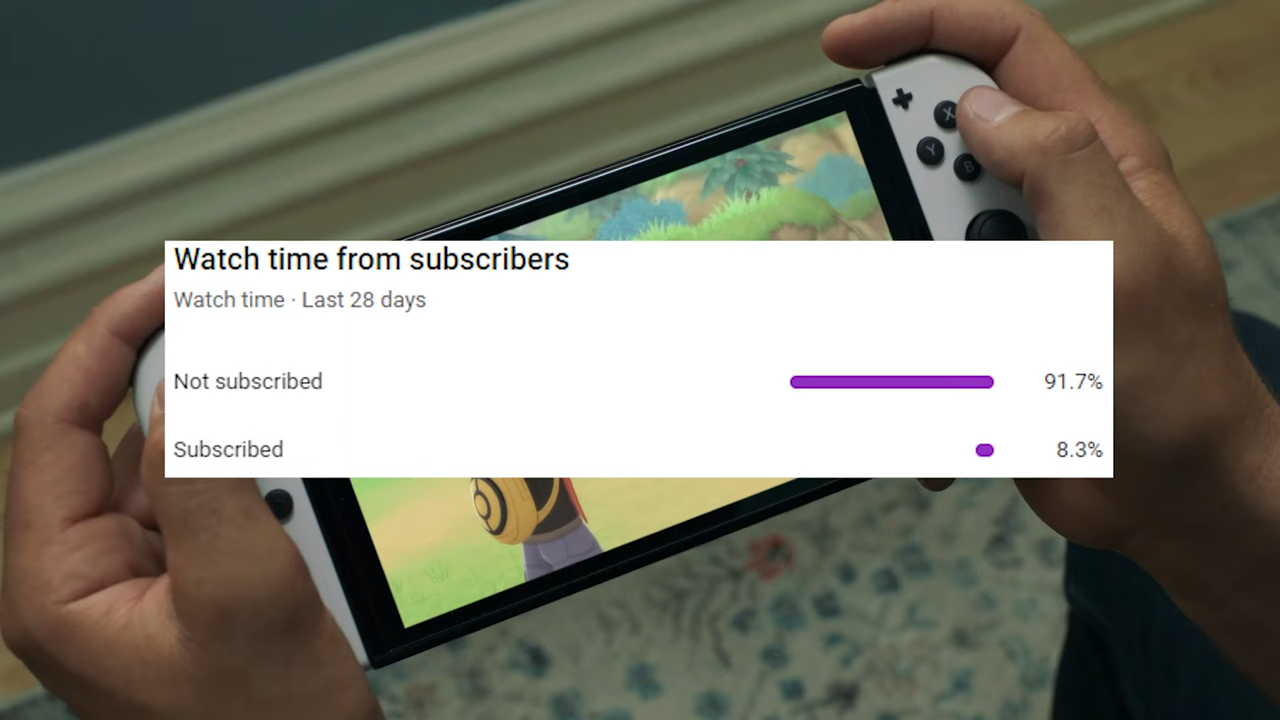 X
Y
B
Watch time from subscribers
Watch time · Last 28 days
Not subscribed 91.7%
Subscribed 8.3%